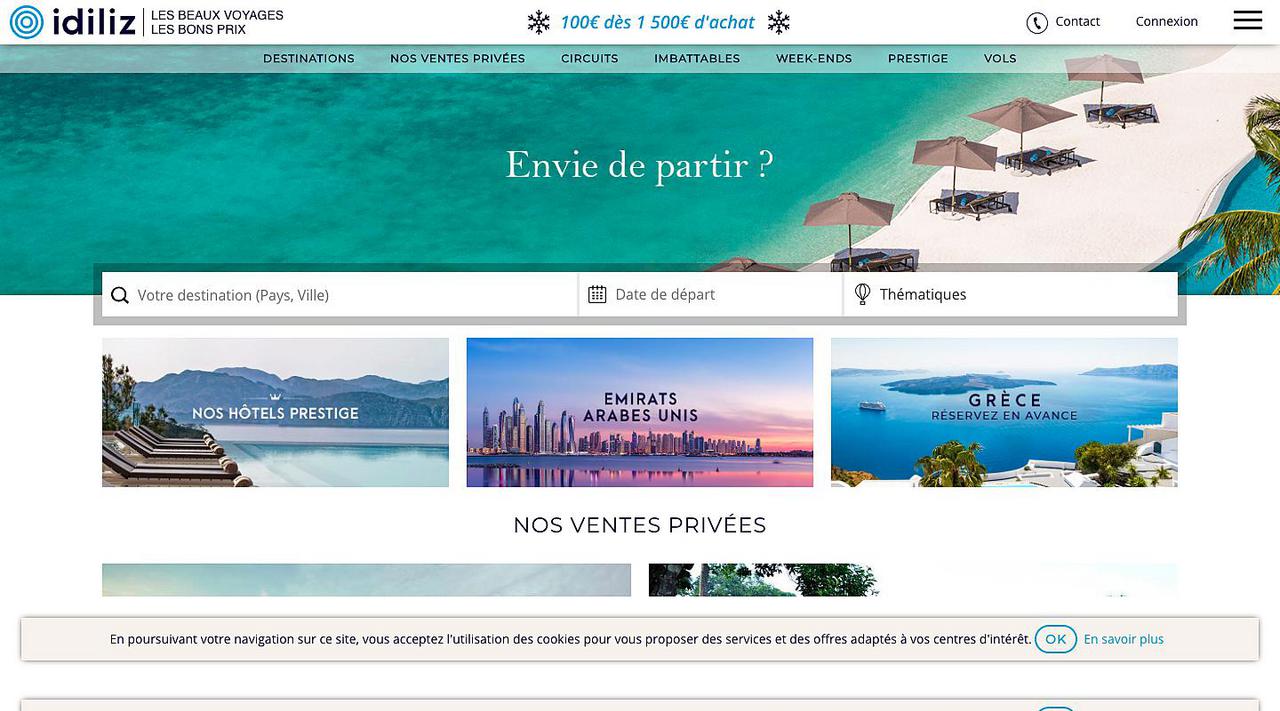 idiliz
LES BEAUX VOYAGES
LES BONS PRIX
100€ dès 1 500€ d'achat
Contact
Connexion
DESTINATIONS
NOS VENTES PRIVÉES
CIRCUITS
IMBATTABLES
WEEK-ENDS
PRESTIGE
VOLS
Envie de partir ?
Votre destination (Pays, Ville)
Date de départ
Thématiques
NOS HÔTELS PRESTIGE
EMIRATS
ARABES UNIS
GRÈCE
RÉSERVEZ EN AVANCE
NOS VENTES PRIVÉES
En poursuivant votre navigation sur ce site, vous acceptez l'utilisation des cookies pour vous proposer des services et des offres adaptés à vos centres d'intérêt. OK En savoir plus